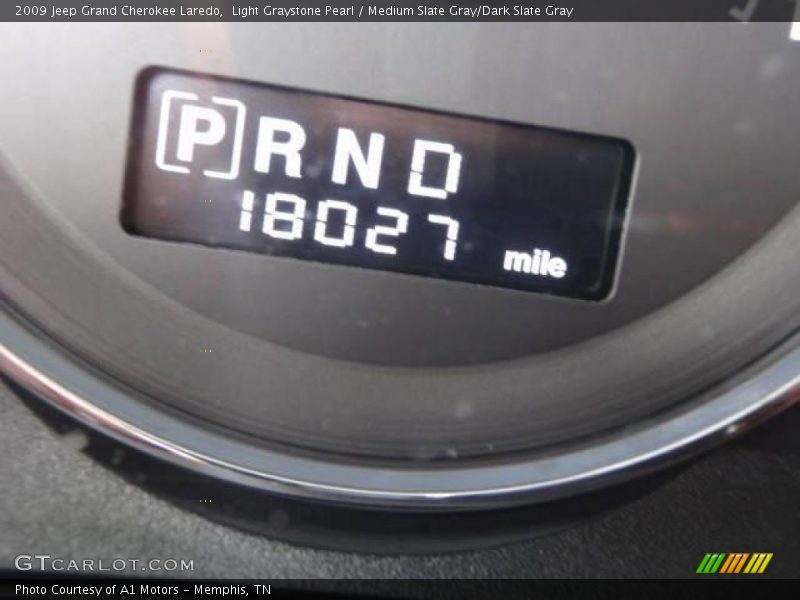 2009 Jeep Grand Cherokee Laredo,  Light Graystone Pearl / Medium Slate Gray/Dark Slate Gray
[P] R N D
18027 mile
GTCARLOT.COM
Photo Courtesy of A1 Motors - Memphis, TN